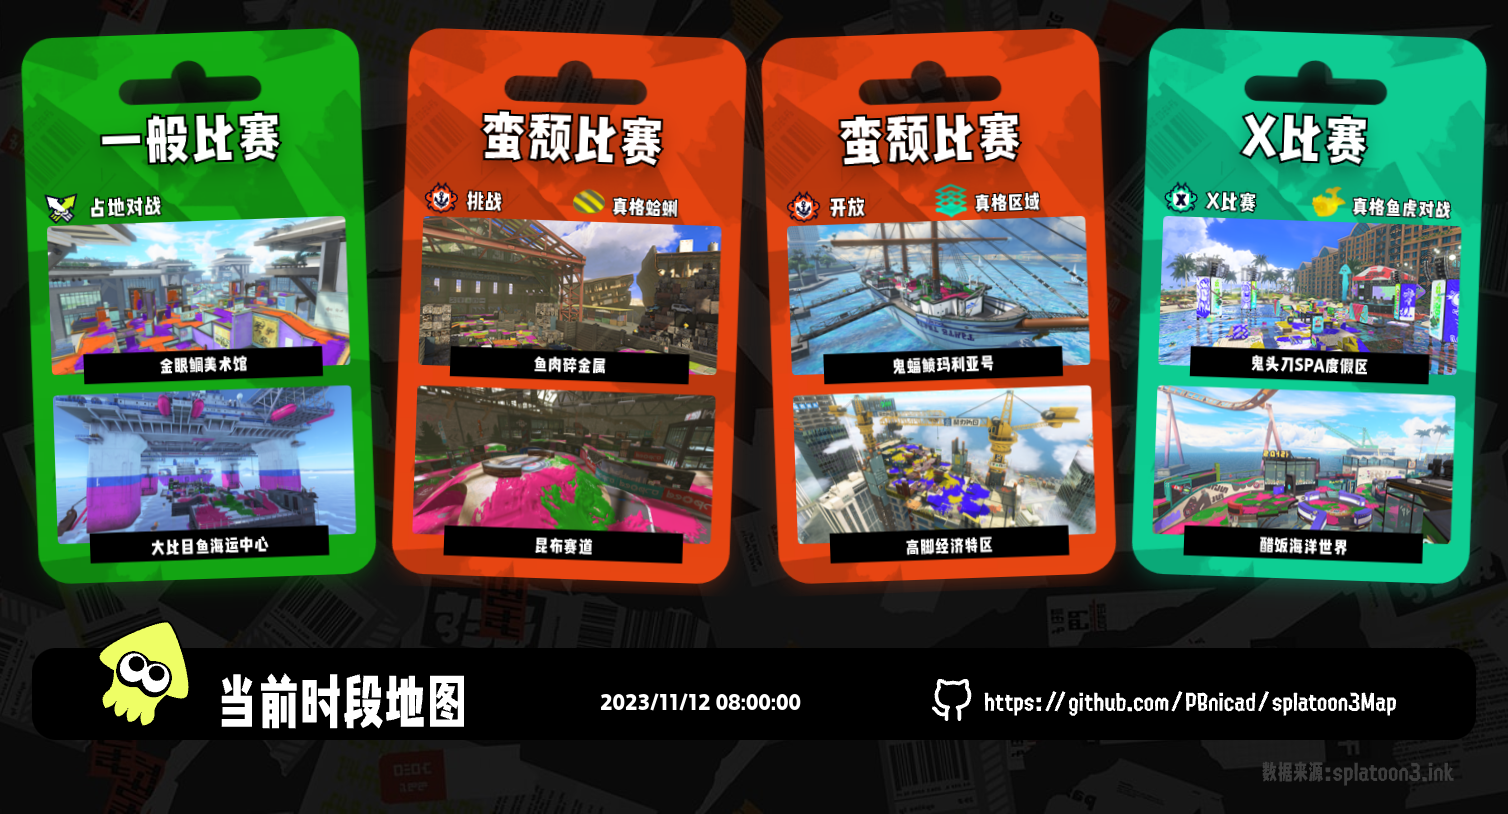 一般比赛
占地对战
金眼鲷美术馆
大比目鱼海运中心
蛮颓比赛
挑战
真格蛤蜊
鱼肉碎金属
昆布赛道
蛮颓比赛
开放
真格区域
鬼蝠鲼玛利亚号
高脚经济特区
X比赛
X比赛
真格鱼虎对战
鬼头刀SPA度假区
醋饭海洋世界
当前时段地图
2023/11/12 08:00:00
https://github.com/PBnicad/splatoon3Map
数据来源:splatoon3.ink